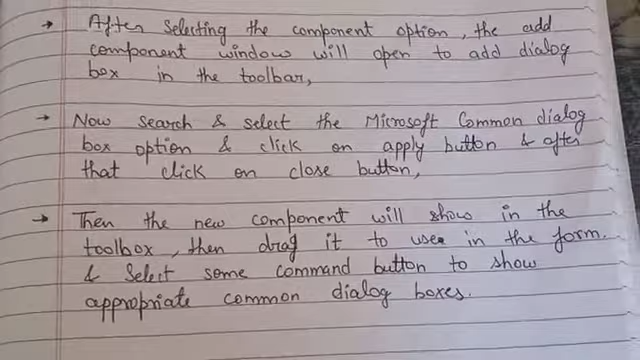 → After selecting the component option, the add
component window will open to add dialog
box in the toolbar,
→ Now search & select the Microsoft Common dialog
box option & click on apply button & after
that click on close button,
→ Then the new component will show in the
toolbox, then drag it to use in the form.
& Select some command button to show
appropriate common dialog boxes.